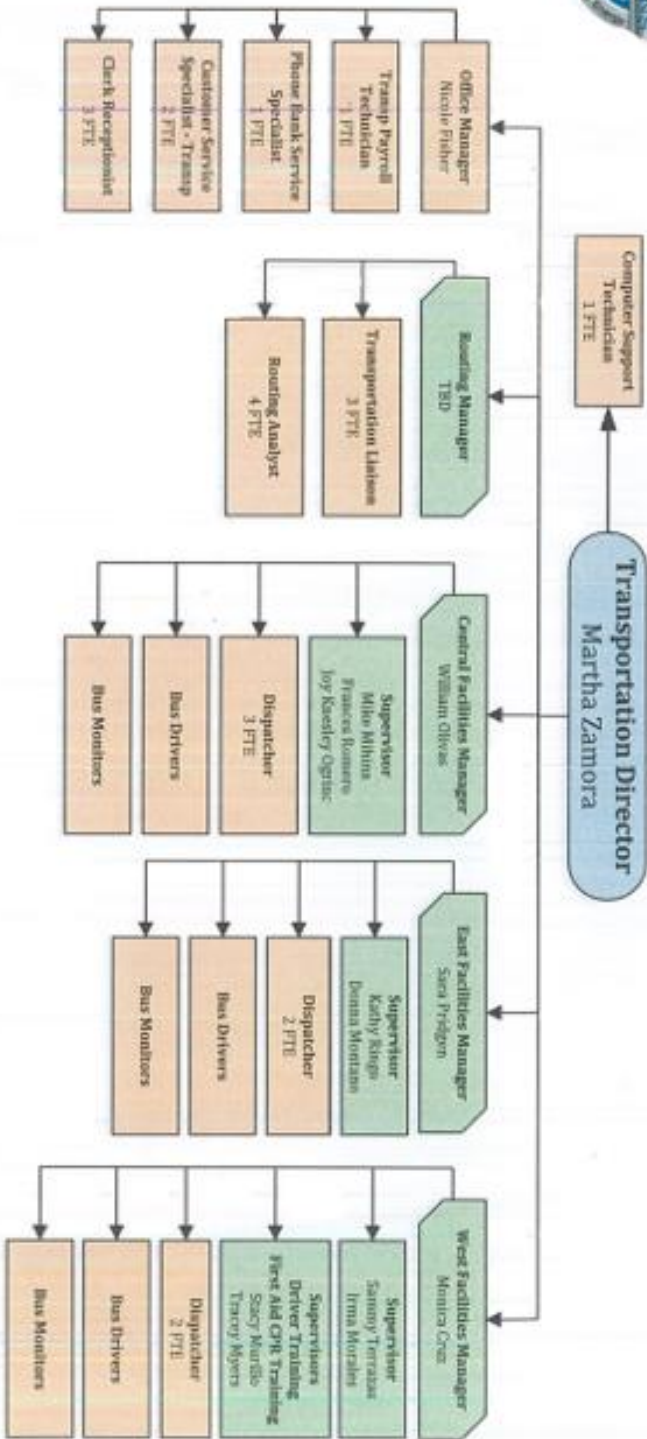 Transportation Director
Martha Zamora
Computer Support
Technician
1 FTE
Office Manager
Nicole Fisher
Transp Payroll
Technician
1 FTE
Phone Bank Service
Specialist
1 FTE
Customer Service
Specialist - Transp
2 FTE
Clerk Receptionist
3 FTE
Routing Manager
TBD
Transportation Liaison
3 FTE
Routing Analyst
4 FTE
Central Facilities Manager
William Olivas
Supervisor
Mike Mihins
Frances Romero
Joy Knesley Ogrinc
Dispatcher
3 FTE
Bus Drivers
Bus Monitors
East Facilities Manager
Sara Pridgen
Supervisor
Kathy Ringo
Donna Montano
Dispatcher
2 FTE
Bus Drivers
Bus Monitors
West Facilities Manager
Monica Cruz
Supervisor
Sammy Terrazas
Irma Morales
Supervisors
Driver Training
First Aid CPR Training
Stacy Murillo
Tracey Myers
Dispatcher
2 FTE
Bus Drivers
Bus Monitors